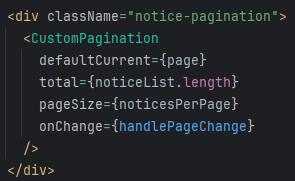 <div className="notice-pagination">
  <CustomPagination
    defaultCurrent={page}
    total={noticeList.length}
    pageSize={noticesPerPage}
    onChange={handlePageChange}
  />
</div>